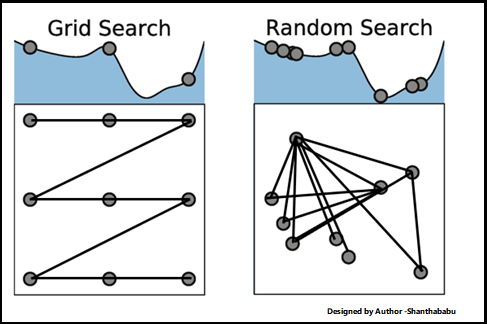 Grid Search
Random Search
Designed by Author -Shanthababu